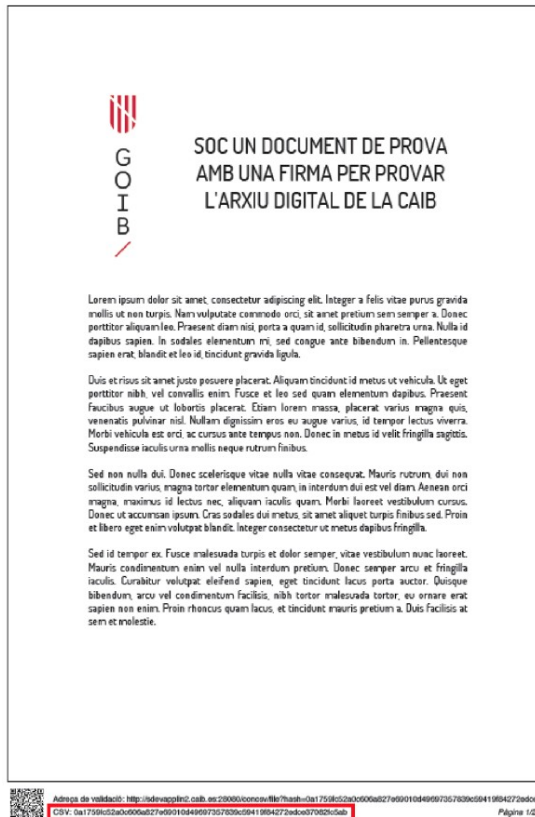 GOIB
SOC UN DOCUMENT DE PROVA
AMB UNA FIRMA PER PROVAR
L'ARXIU DIGITAL DE LA CAIB
Lorem ipsum dolor sit amet, consectetur adipiscing elit. Integer a felis vitae purus gravida
mollis ut non turpis. Nam vulputate commodo orci, sit amet pretium sem semper a. Donec
porttitor aliquam leo. Praesent diam nisi, porta a quam id, sollicitudin pharetra urna. Nulla id
dapibus sapien. In sodales elementum mi, sed congue ante bibendum in. Pellentesque
sapien erat, blandit et leo id, tincidunt gravida ligula.
Duis et risus sit amet justo posuere placerat. Aliquam tincidunt id metus ut vehicula. Ut eget
porttitor nibh, vel convallis enim. Fusce et leo sed quam elementum dapibus. Praesent
faucibus augue ut lobortis placerat. Etiam lorem massa, placerat varius magna quis,
venenatis pulvinar nisl. Nullam dignissim eros eu augue varius, id tempor lectus viverra.
Morbi vehicula est orci, ac cursus ante tempus non. Donec in metus id velit fringilla sagittis.
Suspendisse iaculis urna mollis neque rutrum finibus.
Sed non nulla dui. Donec scelerisque vitae nulla vitae consequat. Mauris rutrum, dui non
sollicitudin varius, magna tortor elementum quam, in interdum dui est vel diam. Aenean orci
magna, maximus id lectus nec, aliquam iaculis quam. Morbi laoreet vestibulum cursus.
Donec ut accumsan ipsum. Cras sodales dui metus, sit amet aliquet turpis finibus sed. Proin
et libero eget enim volutpat blandit. Integer consectetur ut metus dapibus fringilla.
Sed id tempor ex. Fusce malesuada turpis et dolor semper, vitae vestibulum nunc laoreet.
Mauris condimentum enim vel nulla interdum pretium. Donec semper arcu et fringilla
iaculis. Curabitur volutpat eleifend sapien, eget tincidunt lacus porta auctor. Quisque
bibendum, arcu vel condimentum facilisis, nibh tortor malesuada tortor, eu ornare erat
sapien non enim. Proin rhoncus quam lacus, et tincidunt mauris pretium a. Duis facilisis at
sem et molestie.
Adreça de validació:
CSV:
Pàgina 1/2